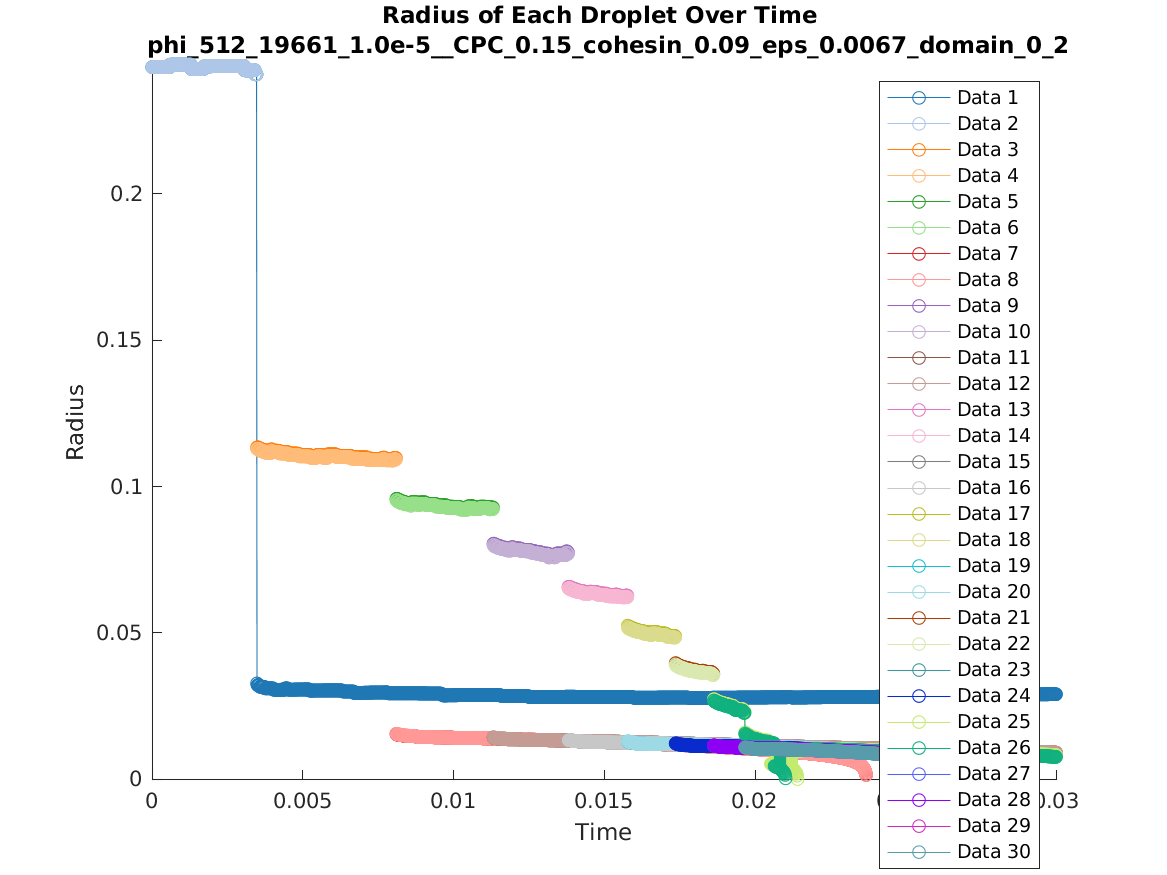 Radius of Each Droplet Over Time
phi_512_19661_1.0e-5__CPC_0.15_cohesin_0.09_eps_0.0067_domain_0_2
Radius
0.2
0.15
0.1
0.05
0
0
0.005
0.01
0.015
0.02
0.03
Time
Data 1
Data 2
Data 3
Data 4
Data 5
Data 6
Data 7
Data 8
Data 9
Data 10
Data 11
Data 12
Data 13
Data 14
Data 15
Data 16
Data 17
Data 18
Data 19
Data 20
Data 21
Data 22
Data 23
Data 24
Data 25
Data 26
Data 27
Data 28
Data 29
Data 30